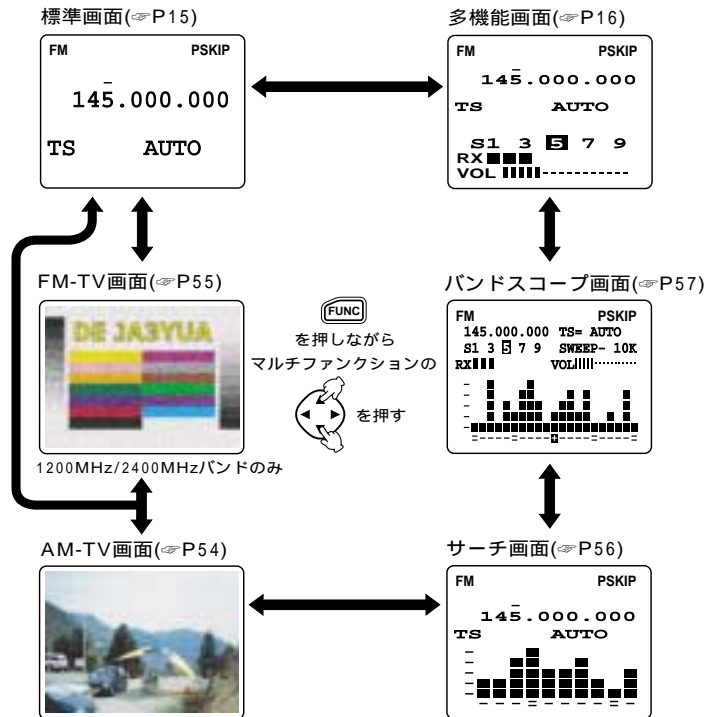 標準画面(☞P15)
FM PSKIP
145.000.000
TS AUTO
多機能画面(☞P16)
FM PSKIP
145.000.000
TS AUTO
S1 3 5 7 9
RX
VOL
FM-TV画面(☞P55)
DE JA3YUA
1200MHz/2400MHzバンドのみ
FUNC
を押しながら
マルチファンクションの
を押す
バンドスコープ画面(☞P57)
FM PSKIP
145.000.000 TS= AUTO
S1 3 5 7 9 SWEEP- 10K
RX VOL
AM-TV画面(☞P54)
サーチ画面(☞P56)
FM PSKIP
145.000.000
TS AUTO